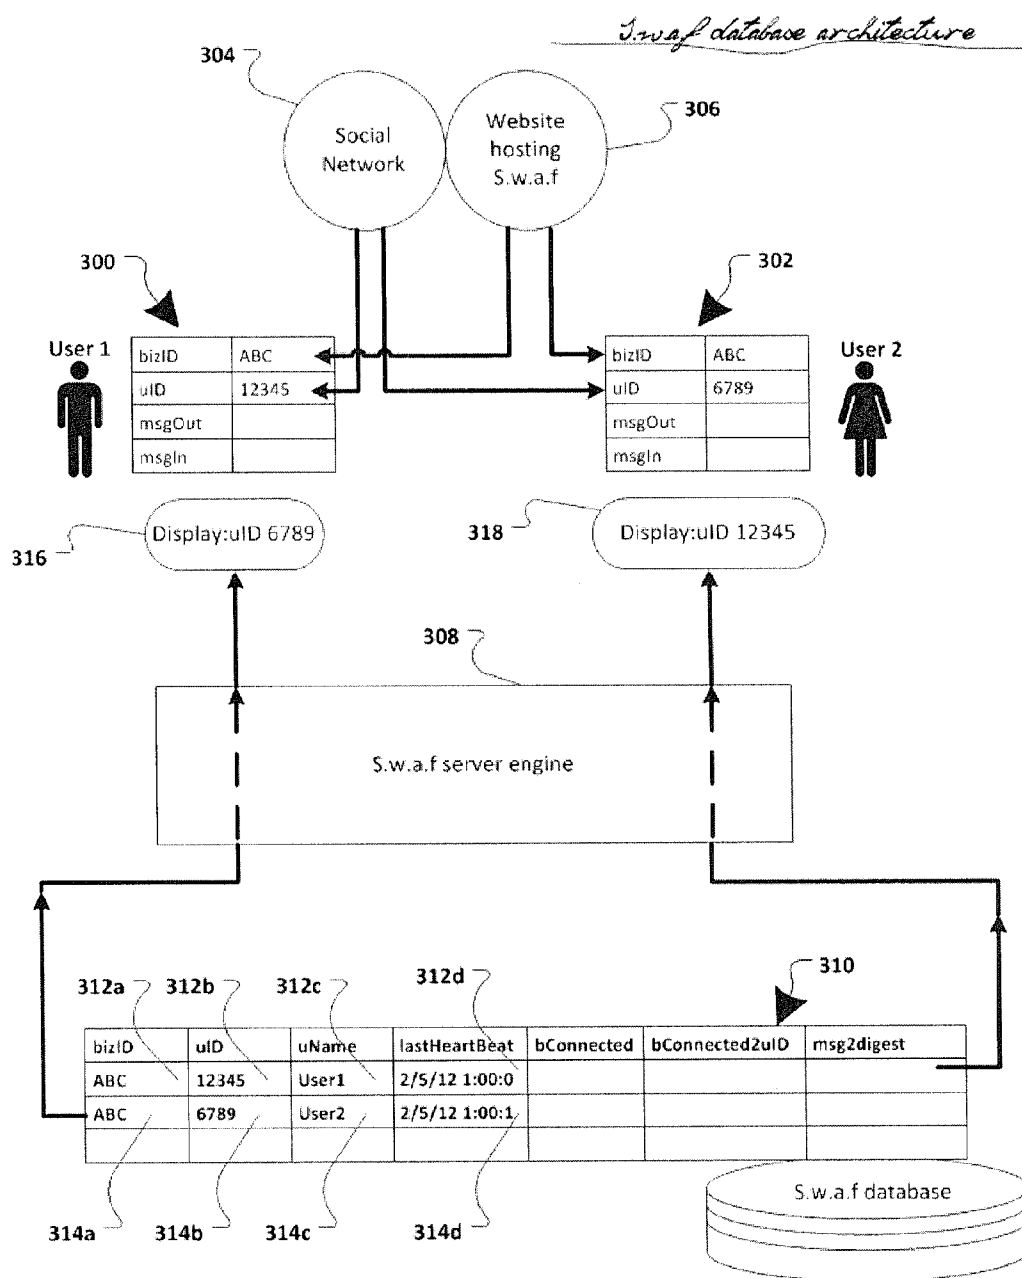 S.w.a.f database architecture
304
Social
Network
Website
hosting
S.w.a.f
306
300
302
User 1
bizID ABC
uID 12345
msgOut
msgIn
bizID ABC
uID 6789
msgOut
msgIn
User 2
316
Display:uID 6789
318
Display:uID 12345
308
S.w.a.f server engine
310
312a 312b 312c 312d
bizID uID uName lastHeartBeat bConnected bConnected2uID msg2digest
ABC 12345 User1 2/5/12 1:00:0
ABC 6789 User2 2/5/12 1:00:1
314a 314b 314c 314d
S.w.a.f database